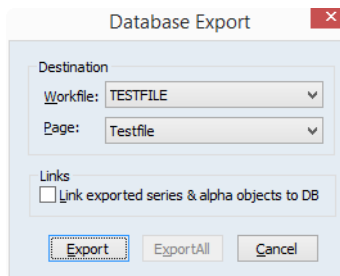 Database Export
Destination
Workfile: TESTFILE
Page: Testfile
Links
Link exported series & alpha objects to DB
Export ExportAll Cancel